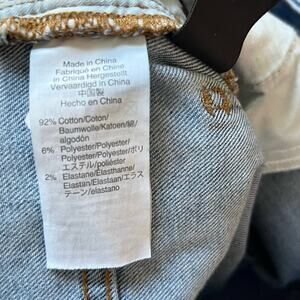 Made in China
Fabriqué en Chine
in China Hergestellt
Vervaardigd in China
中国製
Hecho en China
92% Cotton/Coton/
Baumwolle/Katoen/綿/
algodón
6% Polyester/Polyester/
Polyester/Polyester/ポリ
エステル/poliéster
2% Elastane/Élasthanne/
Elastan/Elastaan/エラス
テーン/elastano